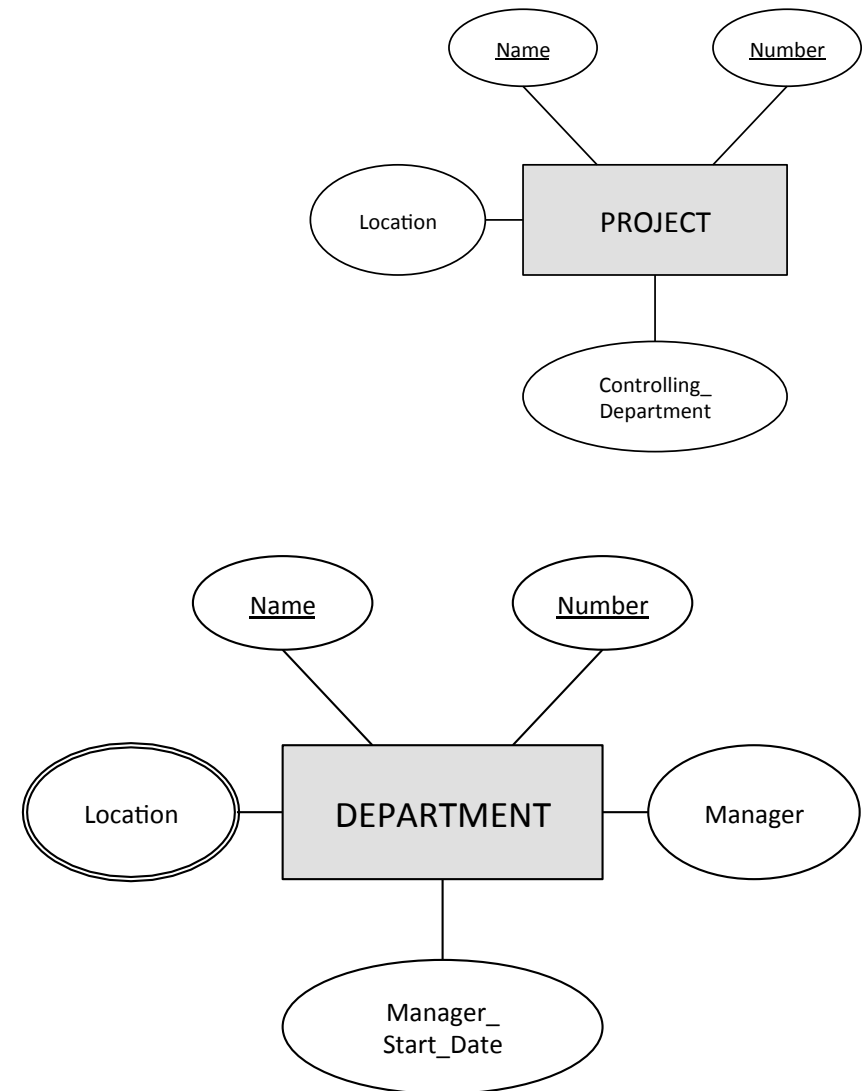 Name
Number
Location
PROJECT
Controlling_
Department
Name
Number
Location
DEPARTMENT
Manager
Manager_
Start_Date